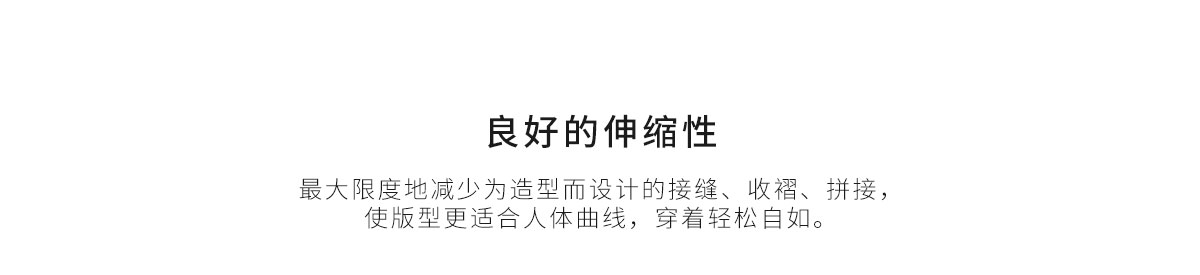 良好的伸缩性
最大限度地减少为造型而设计的接缝、收褶、拼接，
使版型更适合人体曲线，穿着轻松自如。